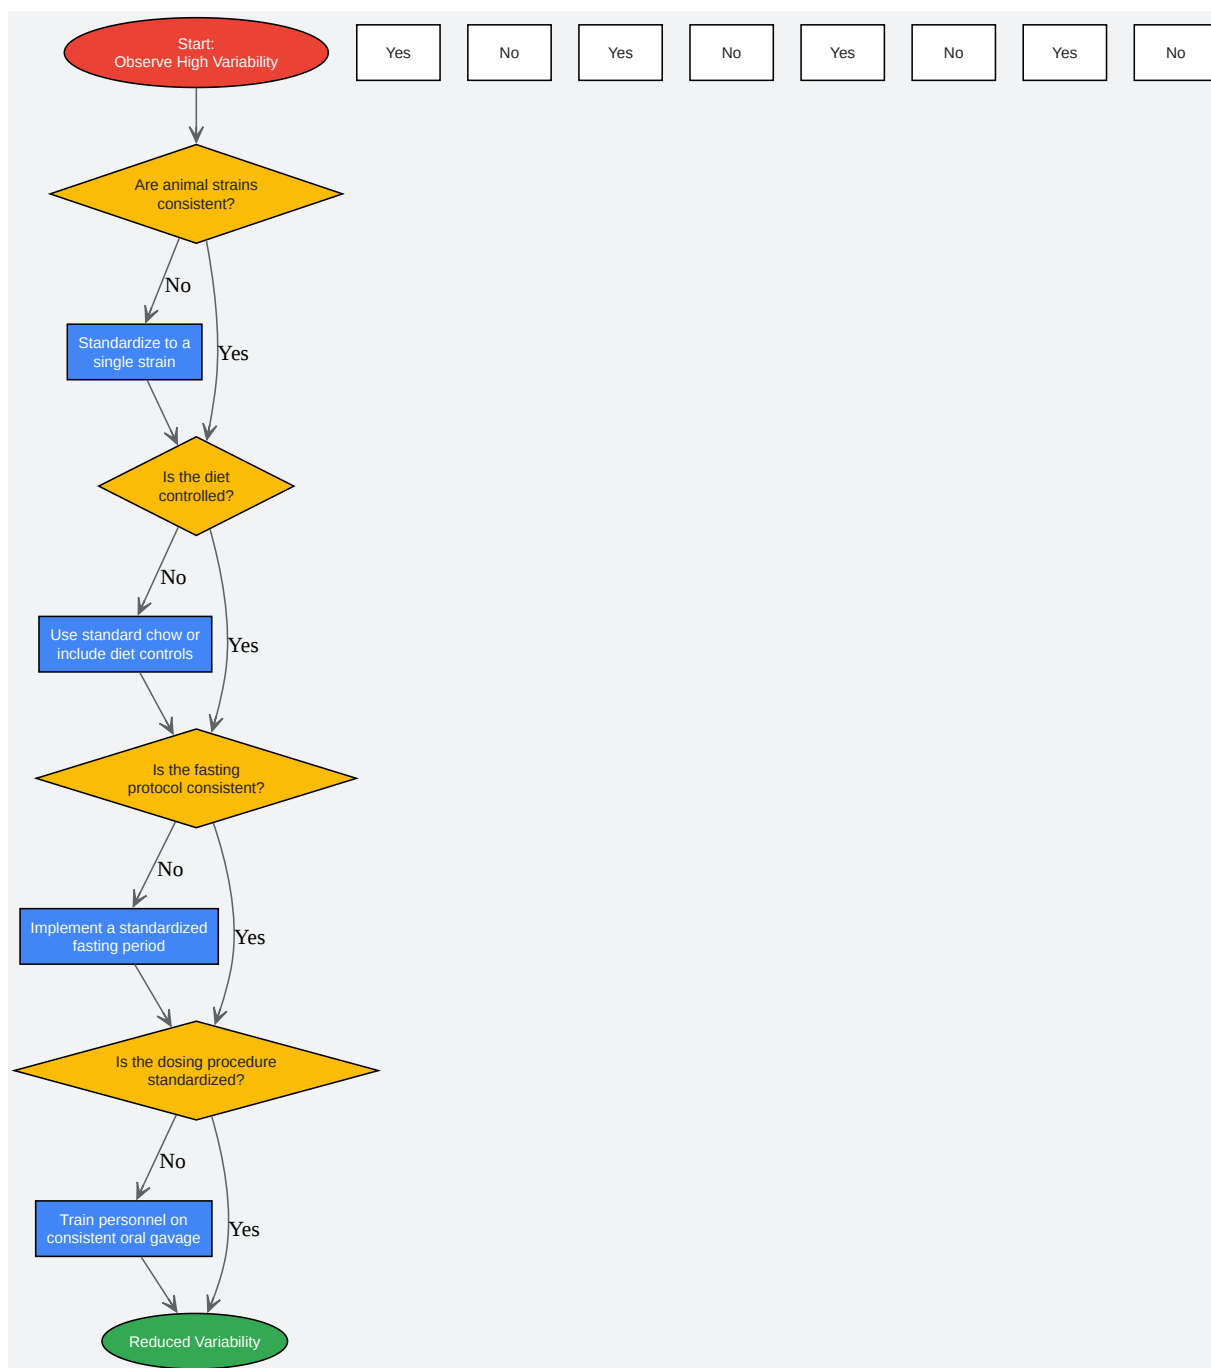 Start:
Observe High Variability
Yes
No
Yes
No
Yes
No
Yes
No
Are animal strains
consistent?
No
Standardize to a
single strain
Yes
Is the diet
controlled?
No
Use standard chow or
include diet controls
Yes
Is the fasting
protocol consistent?
No
Implement a standardized
fasting period
Yes
Is the dosing procedure
standardized?
No
Train personnel on
consistent oral gavage
Yes
Reduced Variability